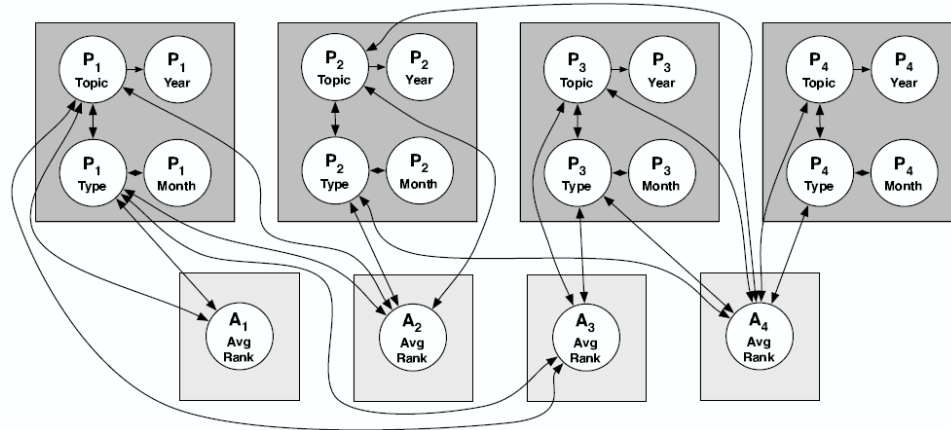 P1 Topic
P1 Year
P2 Topic
P2 Year
P3 Topic
P3 Year
P4 Topic
P4 Year
P1 Type
P1 Month
P2 Type
P2 Month
P3 Type
P3 Month
P4 Type
P4 Month
A1 Avg Rank
A2 Avg Rank
A3 Avg Rank
A4 Avg Rank